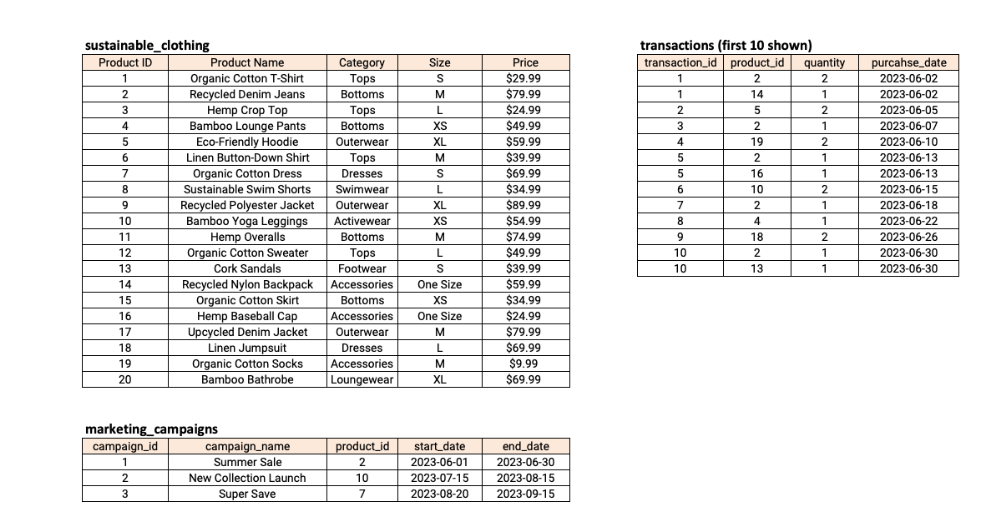 sustainable_clothing
Product ID Product Name Category Size Price
1 Organic Cotton T-Shirt Tops S $29.99
2 Recycled Denim Jeans Bottoms M $79.99
3 Hemp Crop Top Tops L $24.99
4 Bamboo Lounge Pants Bottoms XS $49.99
5 Eco-Friendly Hoodie Outerwear XL $59.99
6 Linen Button-Down Shirt Tops M $39.99
7 Organic Cotton Dress Dresses S $69.99
8 Sustainable Swim Shorts Swimwear L $34.99
9 Recycled Polyester Jacket Outerwear XL $89.99
10 Bamboo Yoga Leggings Activewear XS $54.99
11 Hemp Overalls Bottoms M $74.99
12 Organic Cotton Sweater Tops L $49.99
13 Cork Sandals Footwear S $39.99
14 Recycled Nylon Backpack Accessories One Size $59.99
15 Organic Cotton Skirt Bottoms XS $34.99
16 Hemp Baseball Cap Accessories One Size $24.99
17 Upcycled Denim Jacket Outerwear M $79.99
18 Linen Jumpsuit Dresses L $69.99
19 Organic Cotton Socks Accessories M $9.99
20 Bamboo Bathrobe Loungewear XL $69.99
transactions (first 10 shown)
transaction_id product_id quantity purcahse_date
1 2 2 2023-06-02
1 14 1 2023-06-02
2 5 2 2023-06-05
3 2 1 2023-06-07
4 19 2 2023-06-10
5 2 1 2023-06-13
5 16 1 2023-06-13
6 10 2 2023-06-15
7 2 1 2023-06-18
8 4 1 2023-06-22
9 18 2 2023-06-26
10 2 1 2023-06-30
10 13 1 2023-06-30
marketing_campaigns
campaign_id campaign_name product_id start_date end_date
1 Summer Sale 2 2023-06-01 2023-06-30
2 New Collection Launch 10 2023-07-15 2023-08-15
3 Super Save 7 2023-08-20 2023-09-15